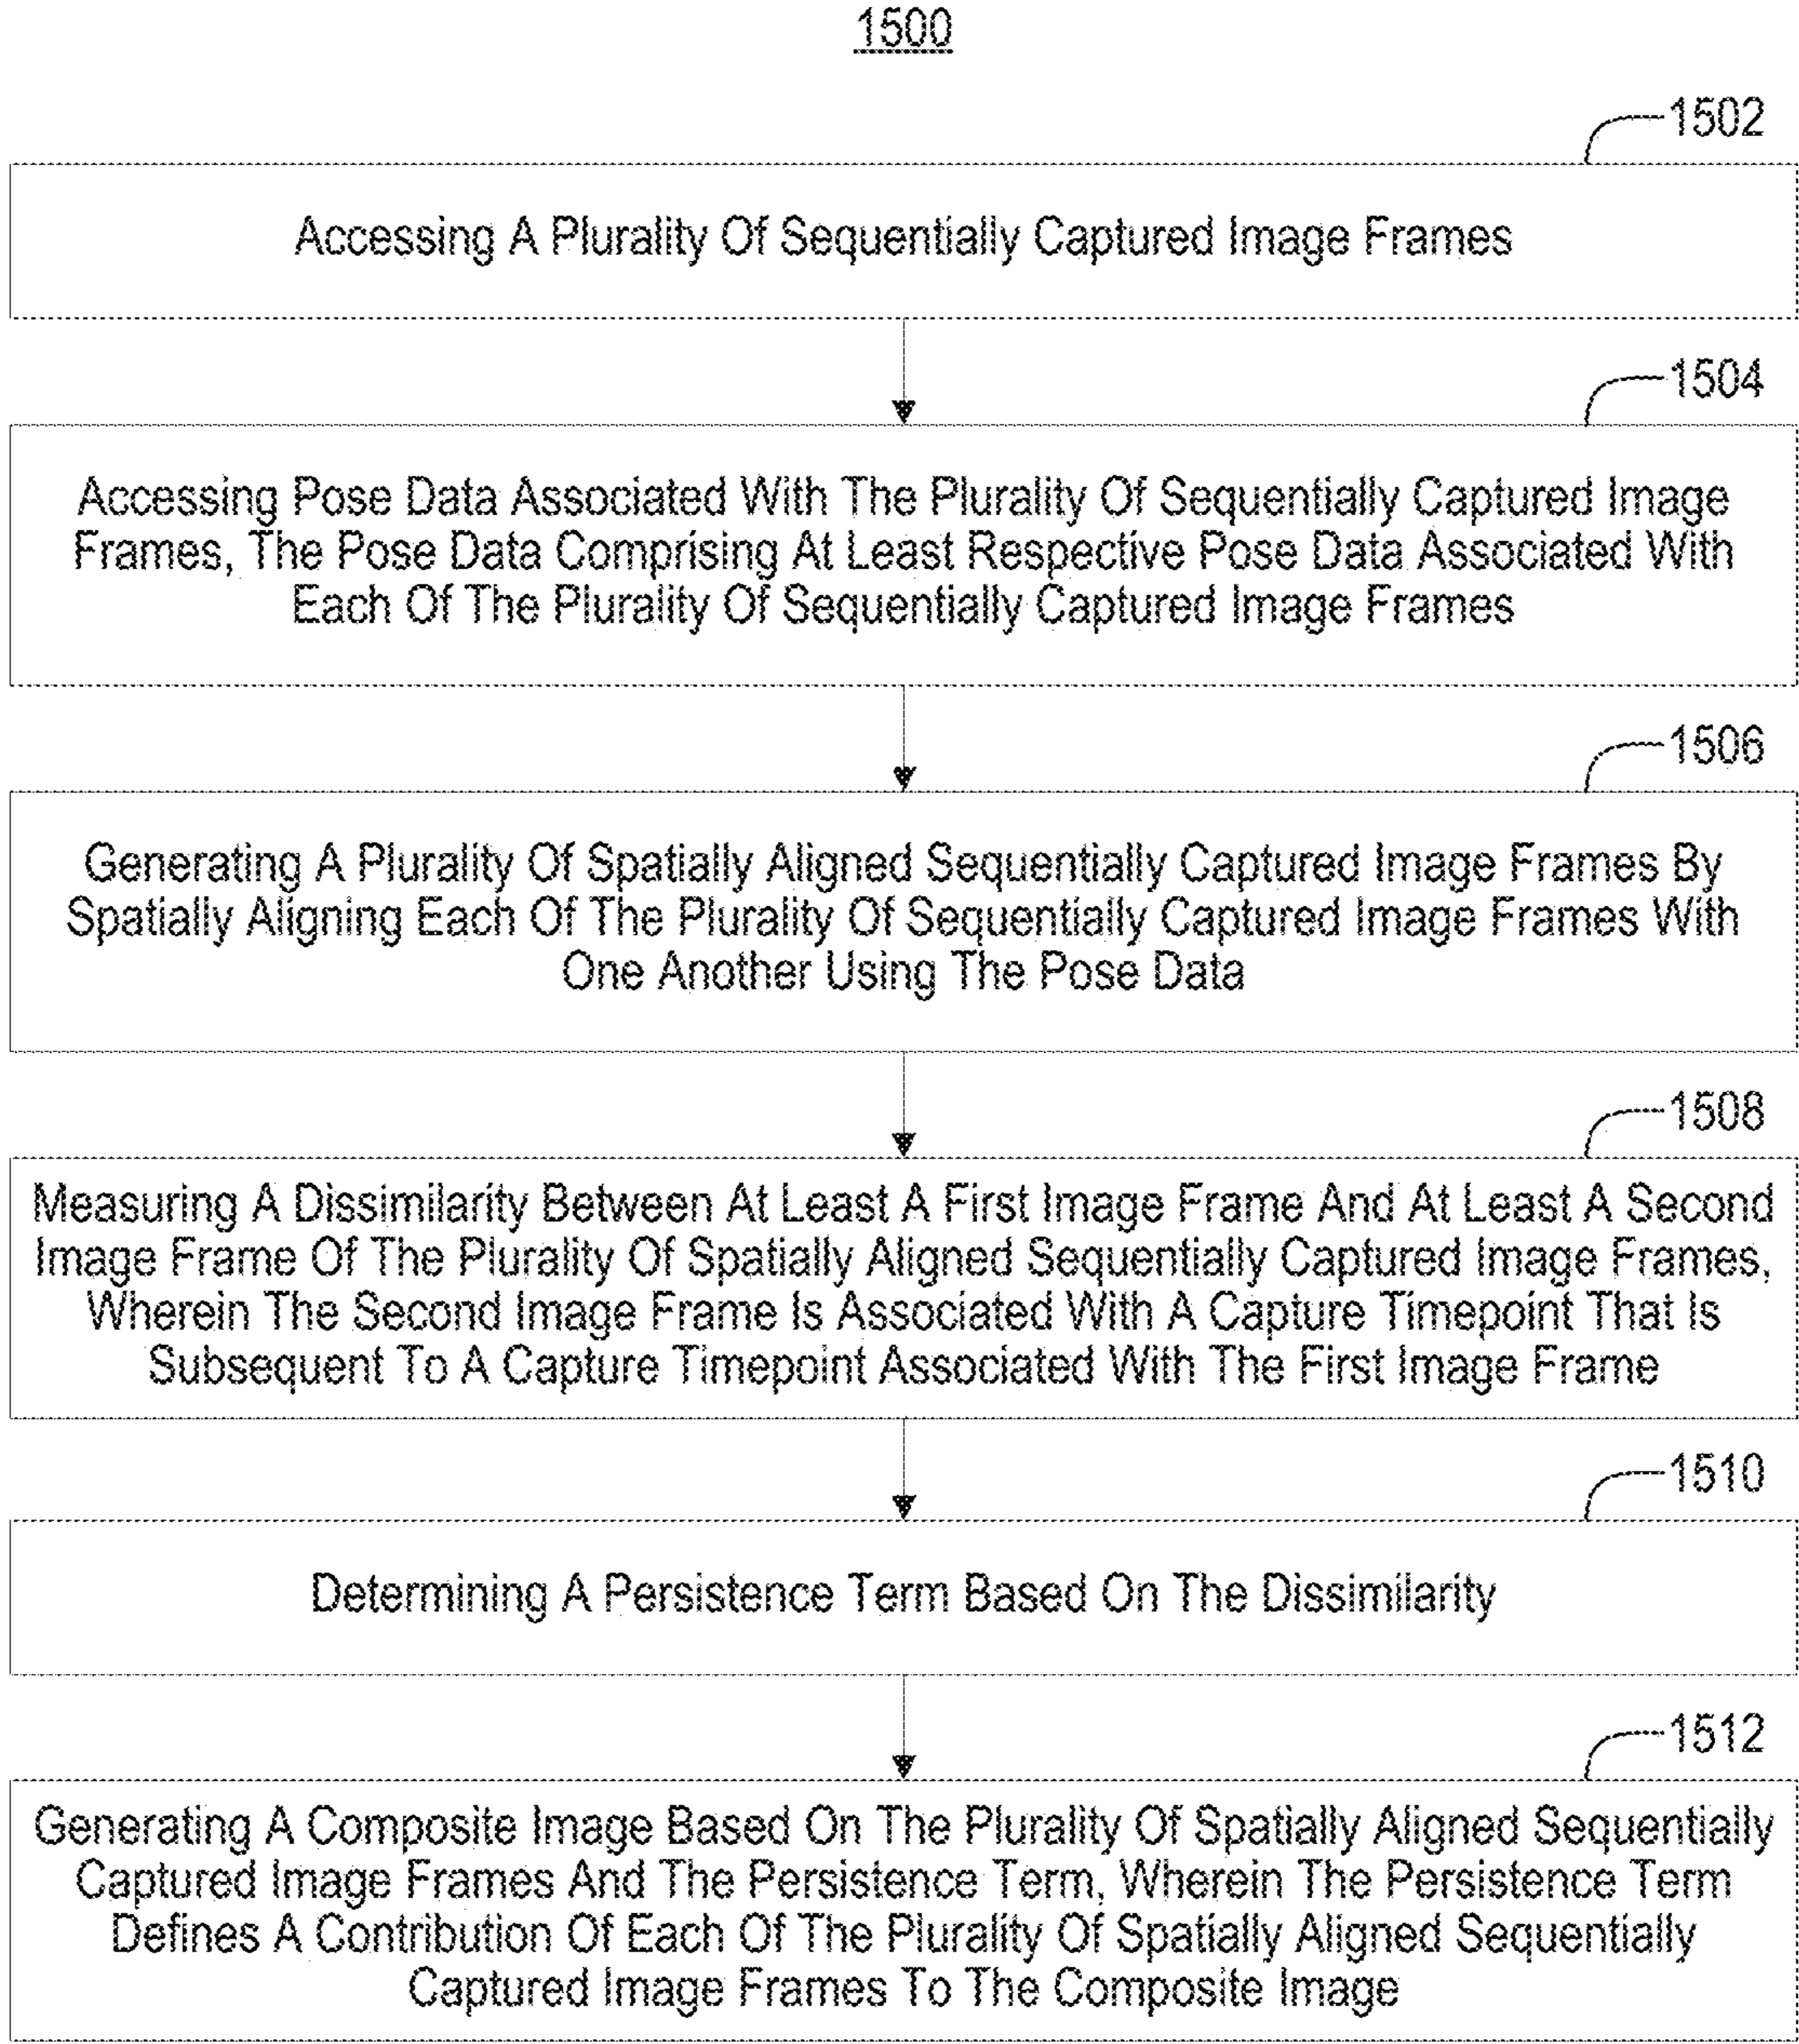 1500
1502
Accessing A Plurality Of Sequentially Captured Image Frames
1504
Accessing Pose Data Associated With The Plurality Of Sequentially Captured Image
Frames, The Pose Data Comprising At Least Respective Pose Data Associated With
Each Of The Plurality Of Sequentially Captured Image Frames
1506
Generating A Plurality Of Spatially Aligned Sequentially Captured Image Frames By
Spatially Aligning Each Of The Plurality Of Sequentially Captured Image Frames With
One Another Using The Pose Data
1508
Measuring A Dissimilarity Between At Least A First Image Frame And At Least A Second
Image Frame Of The Plurality Of Spatially Aligned Sequentially Captured Image Frames,
Wherein The Second Image Frame Is Associated With A Capture Timepoint That Is
Subsequent To A Capture Timepoint Associated With The First Image Frame
1510
Determining A Persistence Term Based On The Dissimilarity
1512
Generating A Composite Image Based On The Plurality Of Spatially Aligned Sequentially
Captured Image Frames And The Persistence Term, Wherein The Persistence Term
Defines A Contribution Of Each Of The Plurality Of Spatially Aligned Sequentially
Captured Image Frames To The Composite Image